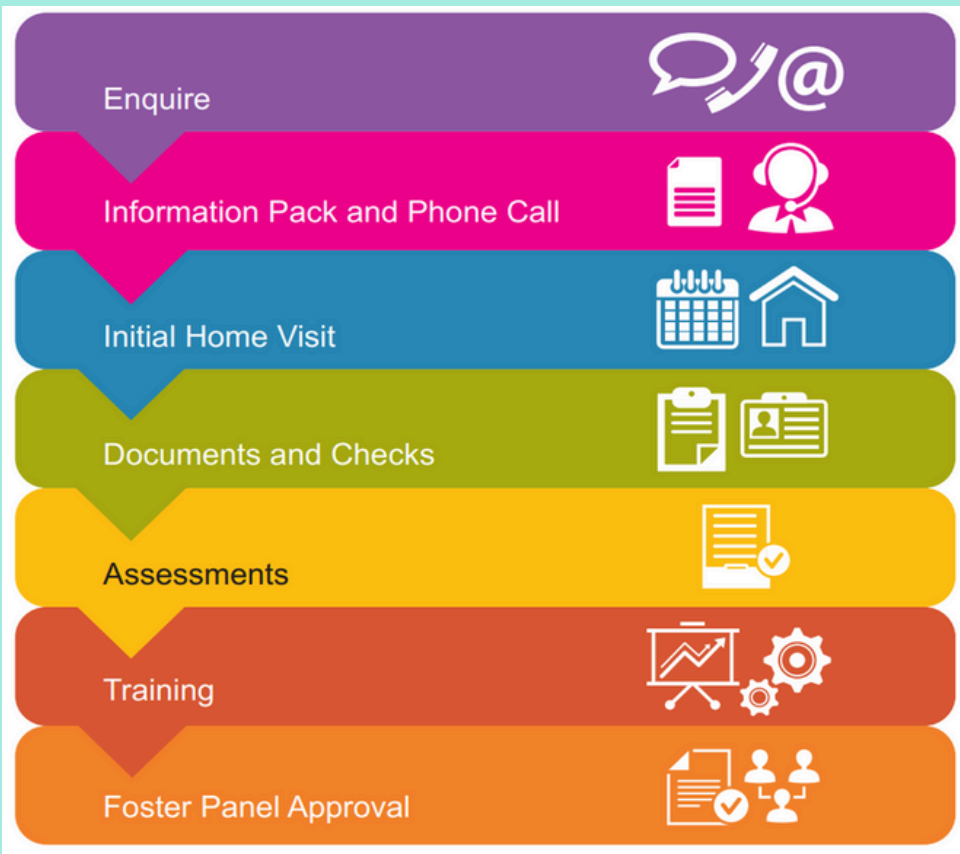 Enquire
Information Pack and Phone Call
Initial Home Visit
Documents and Checks
Assessments
Training
Foster Panel Approval